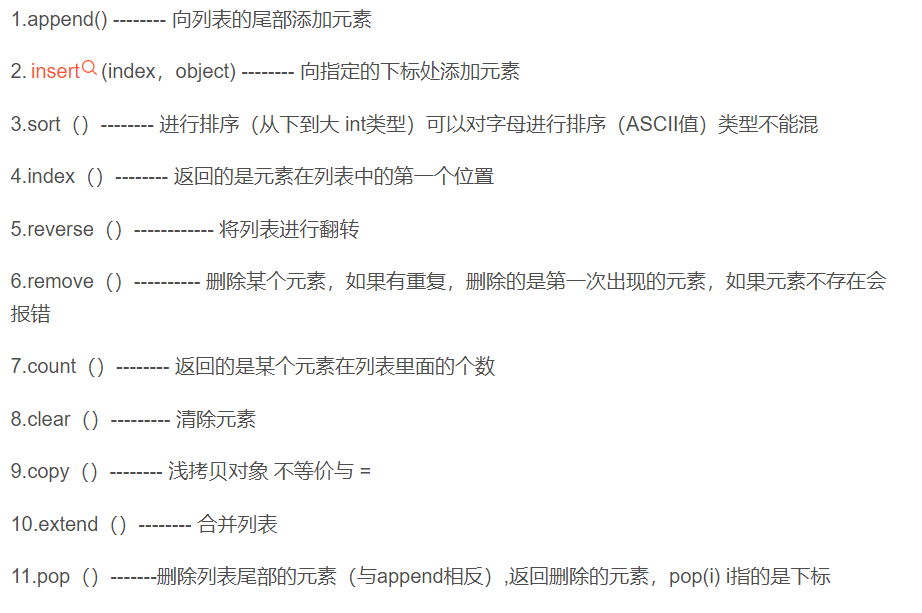 1.append() -------- 向列表的尾部添加元素
2. insert(index，object) -------- 向指定的下标处添加元素
3.sort（）-------- 进行排序（从下到大 int类型）可以对字母进行排序（ASCII值）类型不能混
4.index（）-------- 返回的是元素在列表中的第一个位置
5.reverse（）------------ 将列表进行翻转
6.remove（）---------- 删除某个元素，如果有重复，删除的是第一次出现的元素，如果元素不存在会
报错
7.count（）-------- 返回的是某个元素在列表里面的个数
8.clear（）--------- 清除元素
9.copy（）-------- 浅拷贝对象 不等价与 =
10.extend（）-------- 合并列表
11.pop（）-------删除列表尾部的元素（与append相反）,返回删除的元素，pop(i) i指的是下标